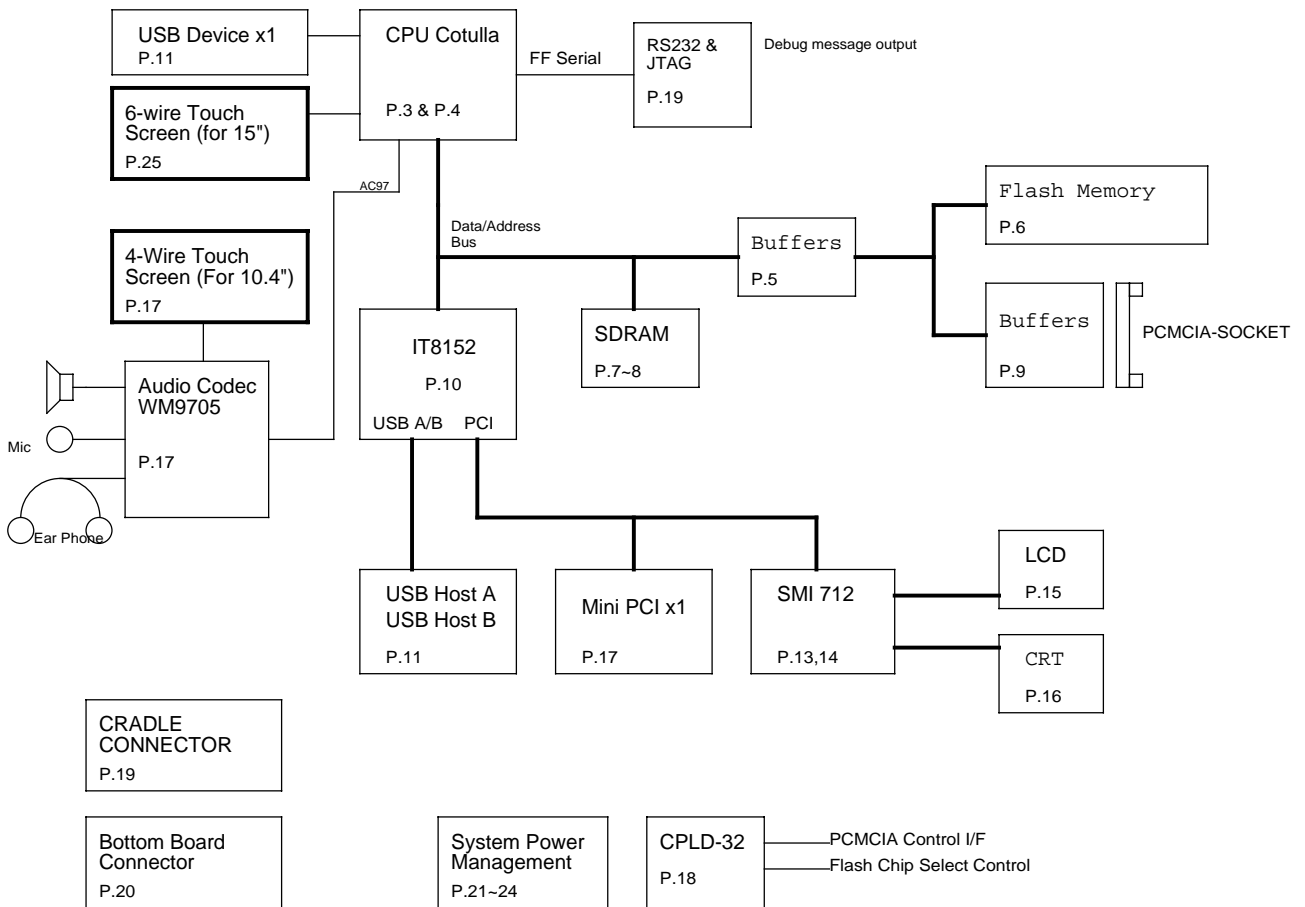 USB Device x1
P.11
CPU Cotulla
P.3 & P.4
FF Serial
RS232 &
JTAG
P.19
Debug message output
6-wire Touch
Screen (for 15")
P.25
AC97
4-Wire Touch
Screen (For 10.4")
P.17
Data/Address
Bus
Buffers
P.5
Flash Memory
P.6
Buffers
P.9
PCMCIA-SOCKET
IT8152
P.10
USB A/B
PCI
SDRAM
P.7~8
Audio Codec
WM9705
P.17
Mic
Ear Phone
USB Host A
USB Host B
P.11
Mini PCI x1
P.17
SMI 712
P.13,14
LCD
P.15
CRT
P.16
CRADLE
CONNECTOR
P.19
Bottom Board
Connector
P.20
System Power
Management
P.21~24
CPLD-32
P.18
PCMCIA Control I/F
Flash Chip Select Control